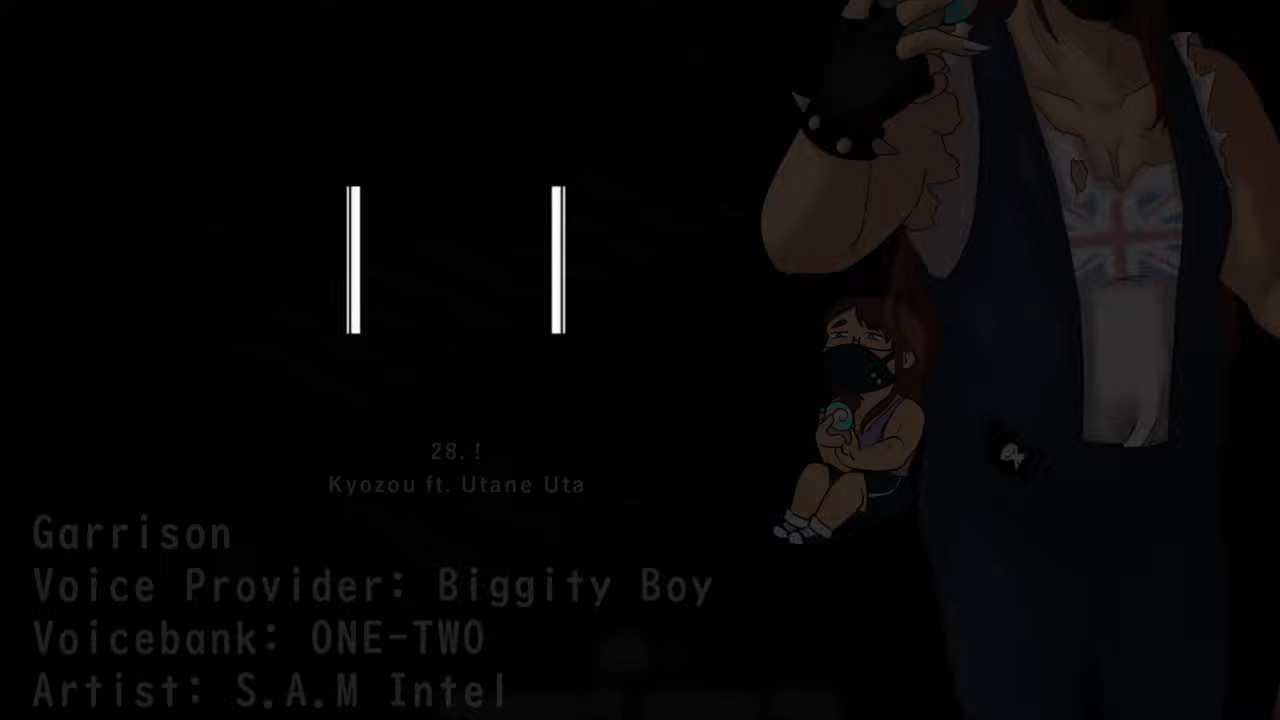 28. !
Kyozou ft. Utane Uta
Garrison
Voice Provider: Biggity Boy
Voicebank: ONE-TWO
Artist: S.A.M Intel